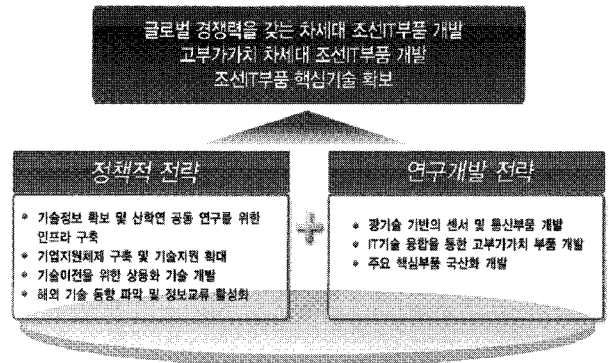 글로벌 경쟁력을 갖는 차세대 조선IT부품 개발
고부가가치 차세대 조선IT부품 개발
조선IT부품 핵심기술 확보
정책적 전략
• 기술정보 확보 및 산학연 공동 연구를 위한
인프라 구축
• 기업지원체제 구축 및 기술지원 확대
• 기술이전을 위한 상용화 기술 개발
• 해외 기술 동향 파악 및 정보교류 활성화
+
연구개발 전략
• 광기술 기반의 센서 및 통신부품 개발
• IT기술 융합을 통한 고부가가치 부품 개발
• 주요 핵심부품 국산화 개발